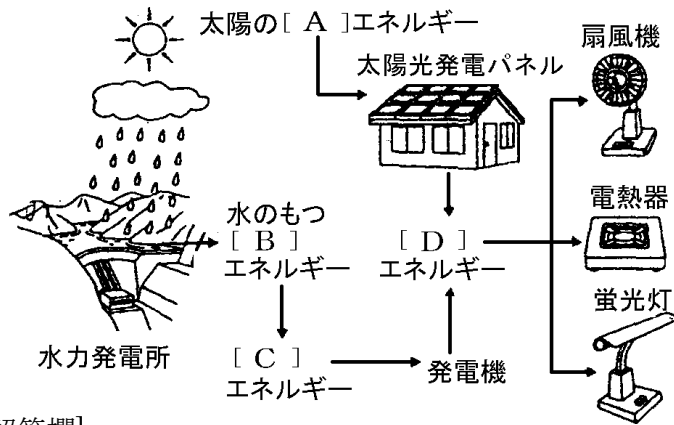 太陽の[ A ]エネルギー
太陽光発電パネル
扇風機
水のもつ
[ B ]
エネルギー
[ D ]
エネルギー
電熱器
蛍光灯
水力発電所
[ C ]
エネルギー
発電機